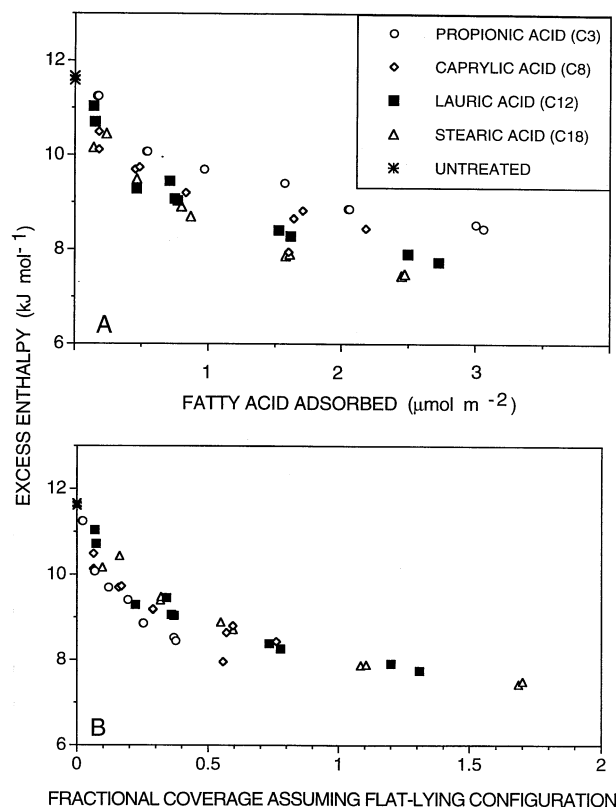 PROPIONIC ACID (C3)
CAPRYLIC ACID (C8)
LAURIC ACID (C12)
STEARIC ACID (C18)
UNTREATED
12
10
8
6
A
1
2
3
FATTY ACID ADSORBED (μmol m -2)
EXCESS ENTHALPY (kJ mol-1)
12
10
8
6
B
0
0.5
1
1.5
2
FRACTIONAL COVERAGE ASSUMING FLAT-LYING CONFIGURATION